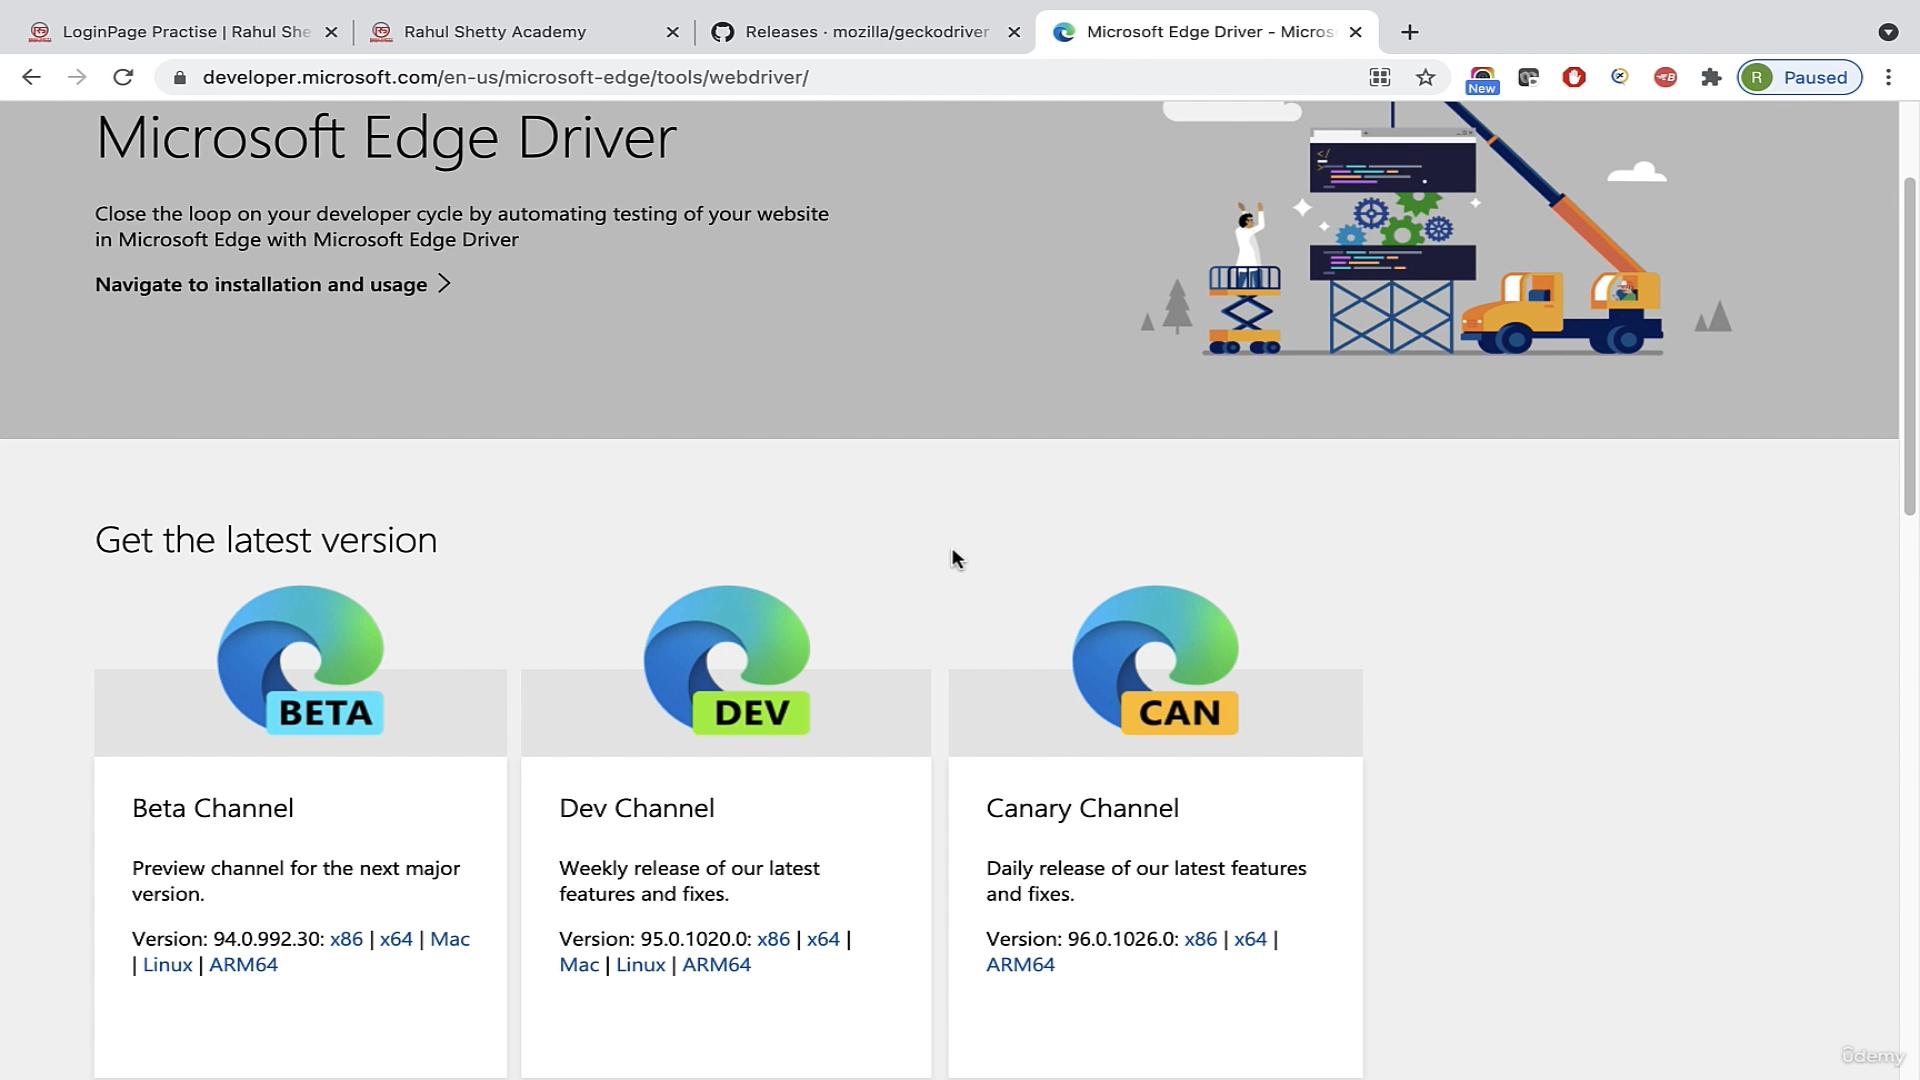 LoginPage Practise | Rahul She
Rahul Shetty Academy
Releases · mozilla/geckodriver
Microsoft Edge Driver - Micros
developer.microsoft.com/en-us/microsoft-edge/tools/webdriver/
New
R
Paused
Microsoft Edge Driver
Close the loop on your developer cycle by automating testing of your website
in Microsoft Edge with Microsoft Edge Driver
Navigate to installation and usage
Get the latest version
BETA
DEV
CAN
Beta Channel
Preview channel for the next major
version.
Version: 94.0.992.30: x86 | x64 | Mac
| Linux | ARM64
Dev Channel
Weekly release of our latest
features and fixes.
Version: 95.0.1020.0: x86 | x64 |
Mac | Linux | ARM64
Canary Channel
Daily release of our latest features
and fixes.
Version: 96.0.1026.0: x86 | x64 |
ARM64
ûdemy